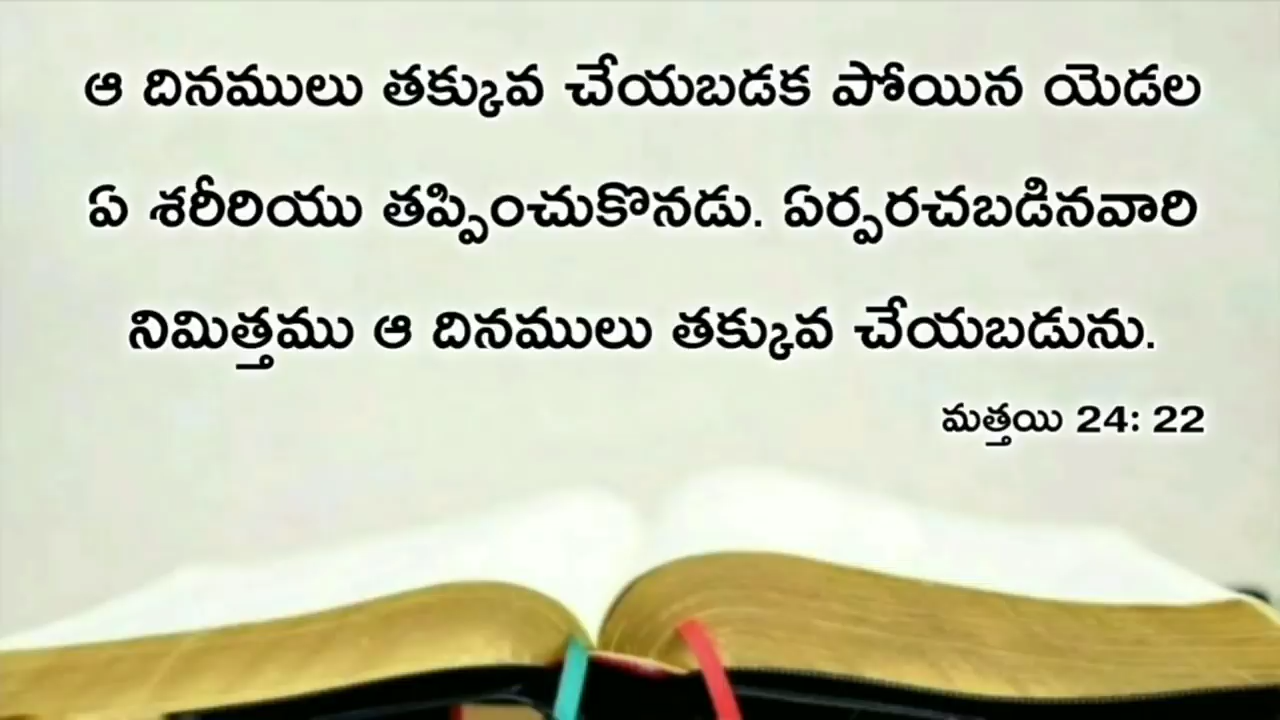 ఆ దినములు తక్కువ చేయబడక పోయిన యెడల
ఏ శరీరియు తప్పించుకొనడు. ఏర్పరచబడినవారి
నిమిత్తము ఆ దినములు తక్కువ చేయబడును.
మత్తయి 24: 22